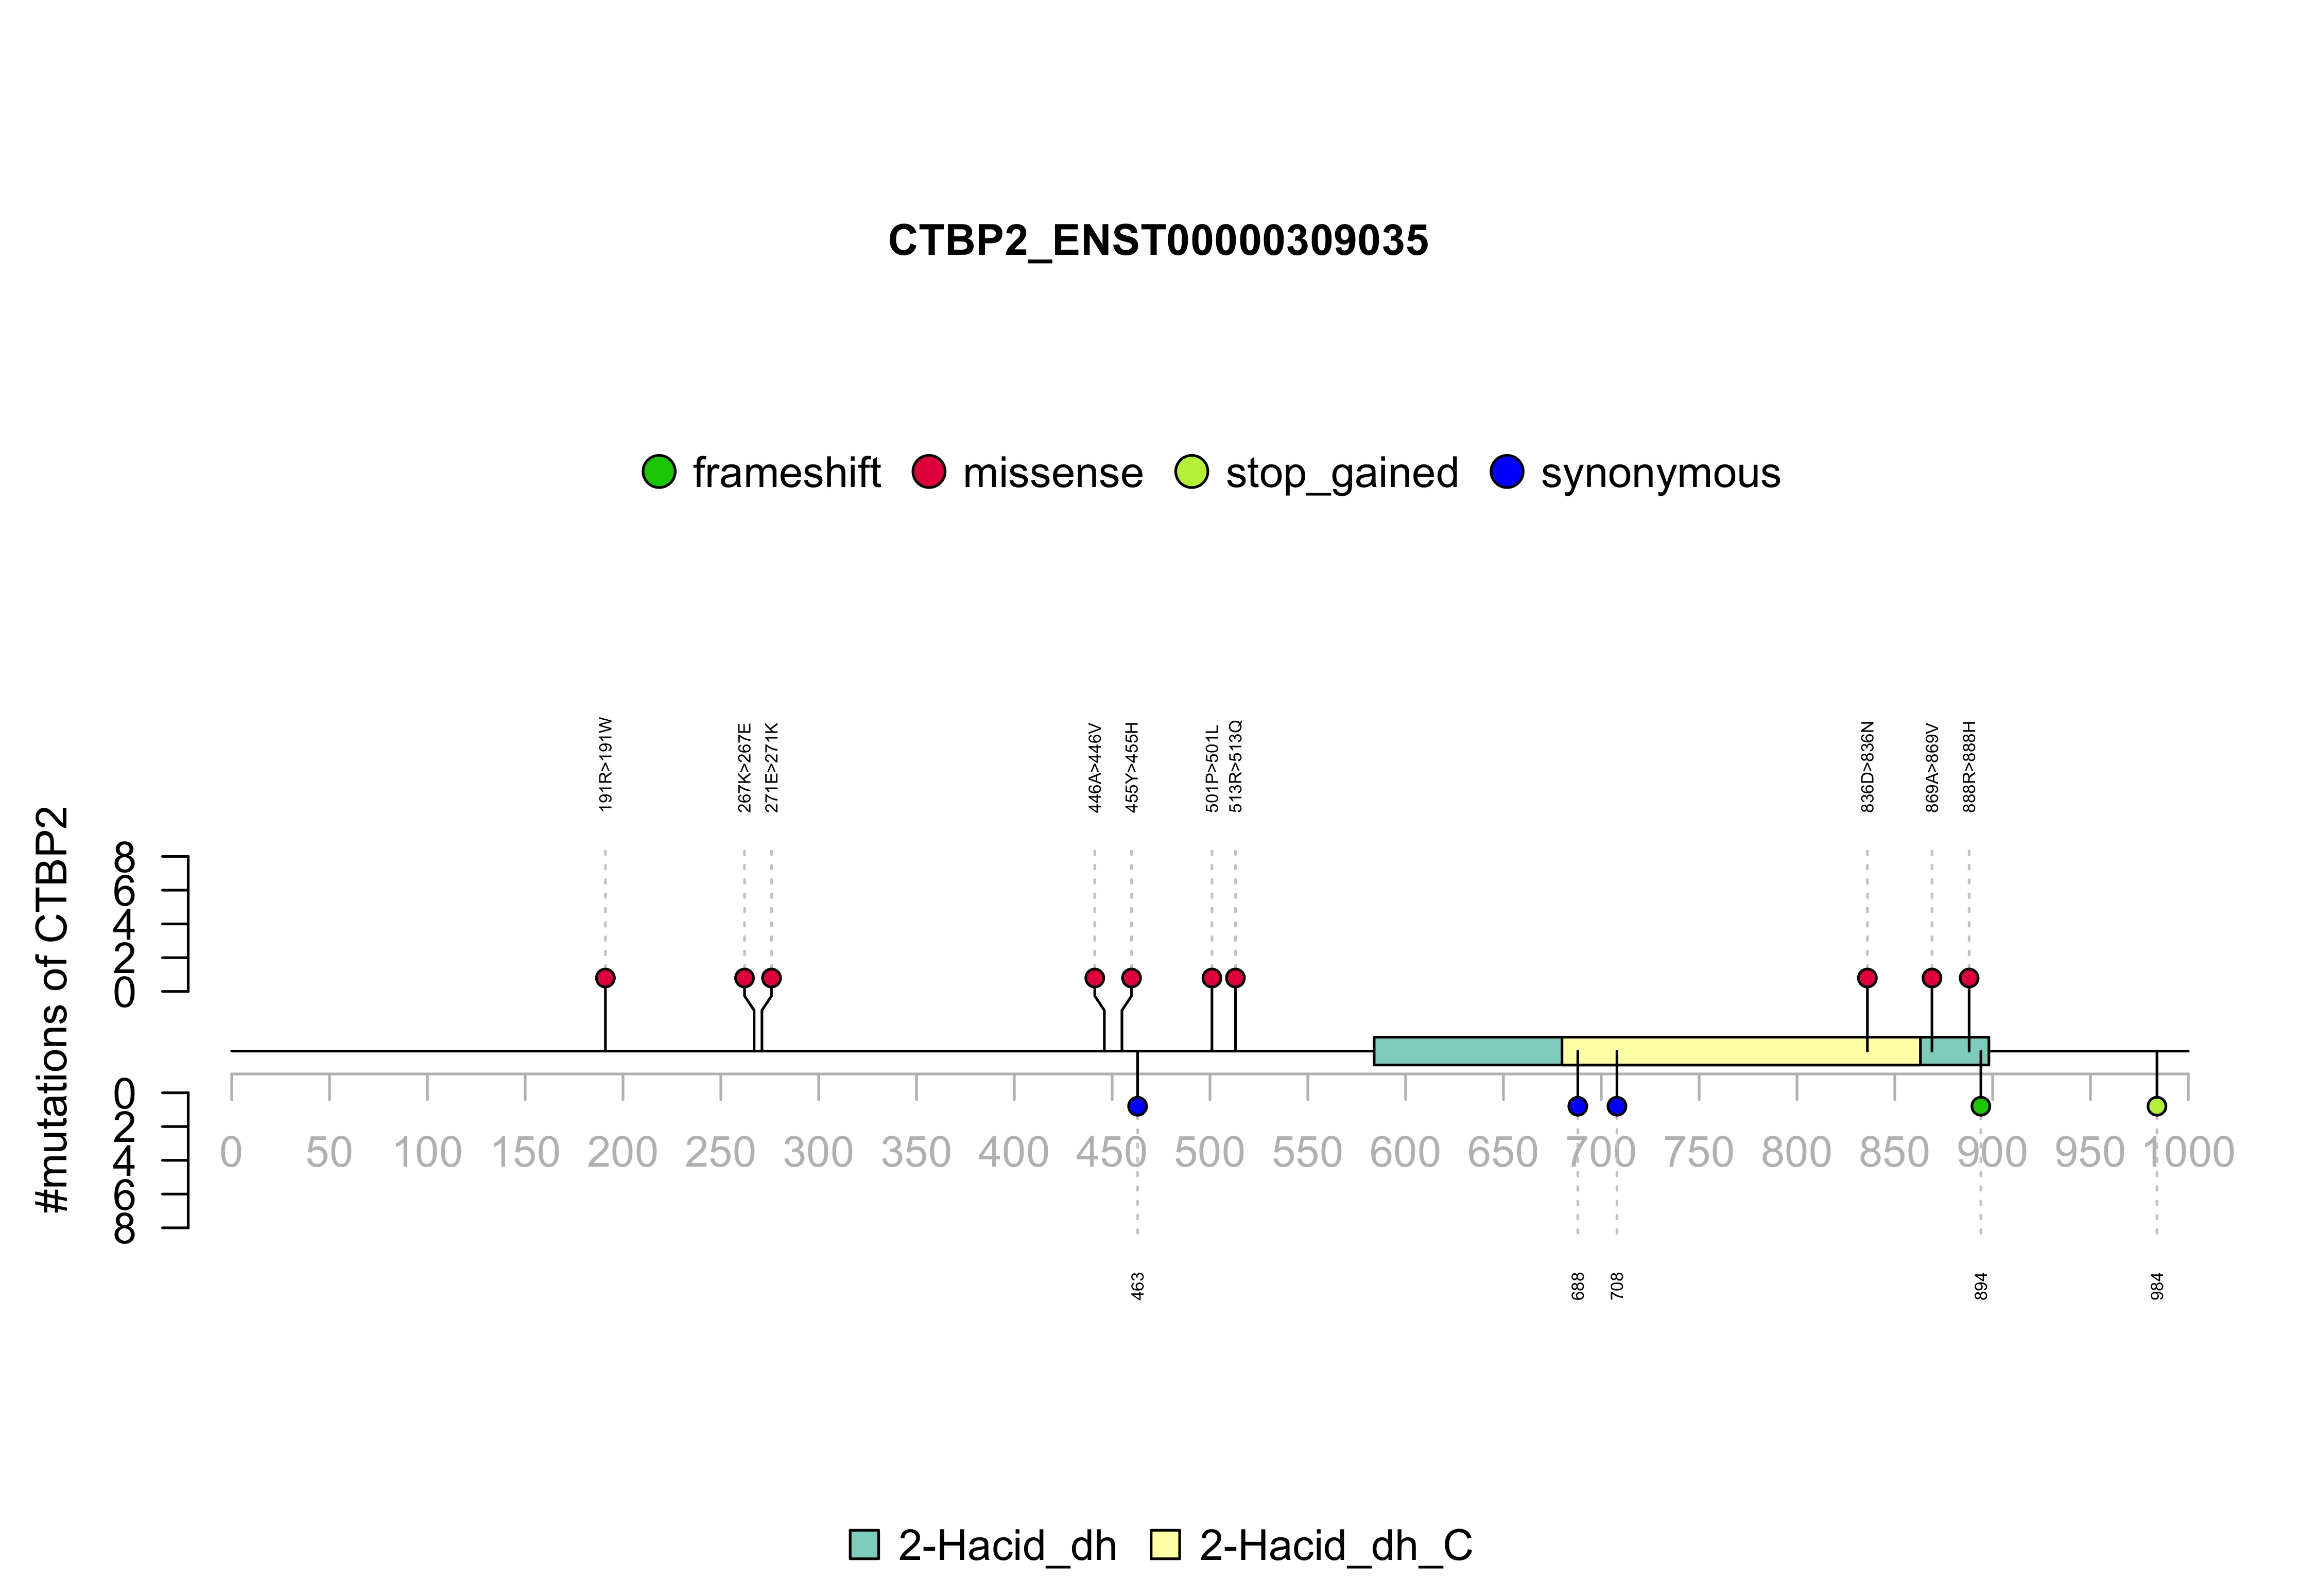 CTBP2_ENST00000309035
frameshift missense stop_gained synonymous
191R>191W 267K>267E 271E>271K 446A>446V 455Y>455H 501P>501L 513R>513Q 836D>836N 869A>869V 888R>888H
#mutations of CTBP2
8
6
4
2
0
0
2
4
6
8
0 50 100 150 200 250 300 350 400 450 500 550 600 650 700 750 800 850 900 950 1000
463 688 708 894 984
2-Hacid_dh 2-Hacid_dh_C